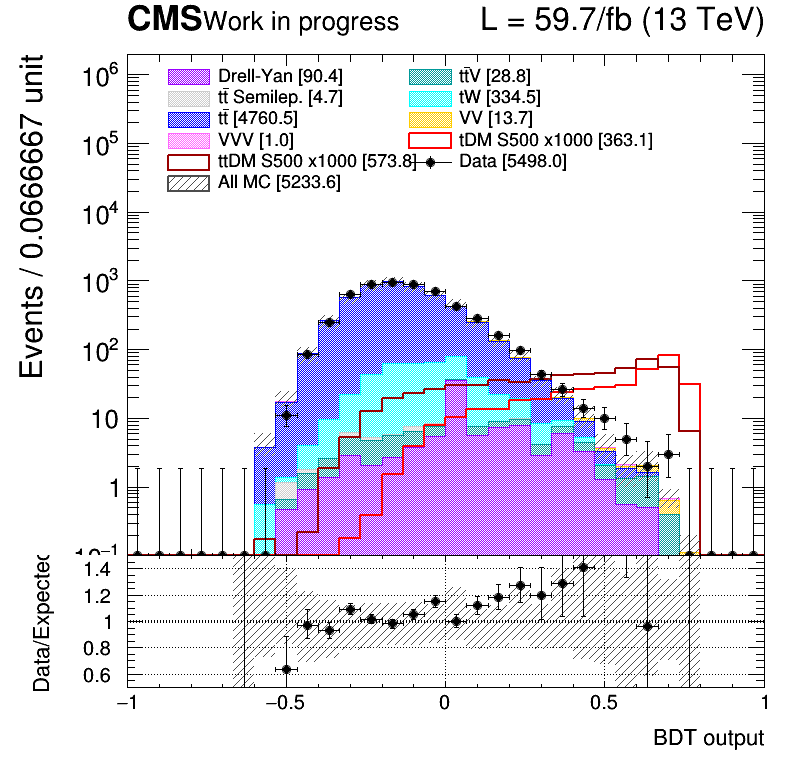 CMS Work in progress L = 59.7/fb (13 TeV)
Events / 0.0666667 unit
10⁶
10⁵
10⁴
10³
10²
10
1
10⁻¹
Drell-Yan [90.4]
tt̄V [28.8]
tt̄ Semilep. [4.7]
tW [334.5]
tt̄ [4760.5]
VV [13.7]
VVV [1.0]
tDM S500 x1000 [363.1]
ttDM S500 x1000 [573.8]
Data [5498.0]
All MC [5233.6]
Data/Expected
1.4
1.2
1
0.8
0.6
−1 −0.5 0 0.5 1
BDT output